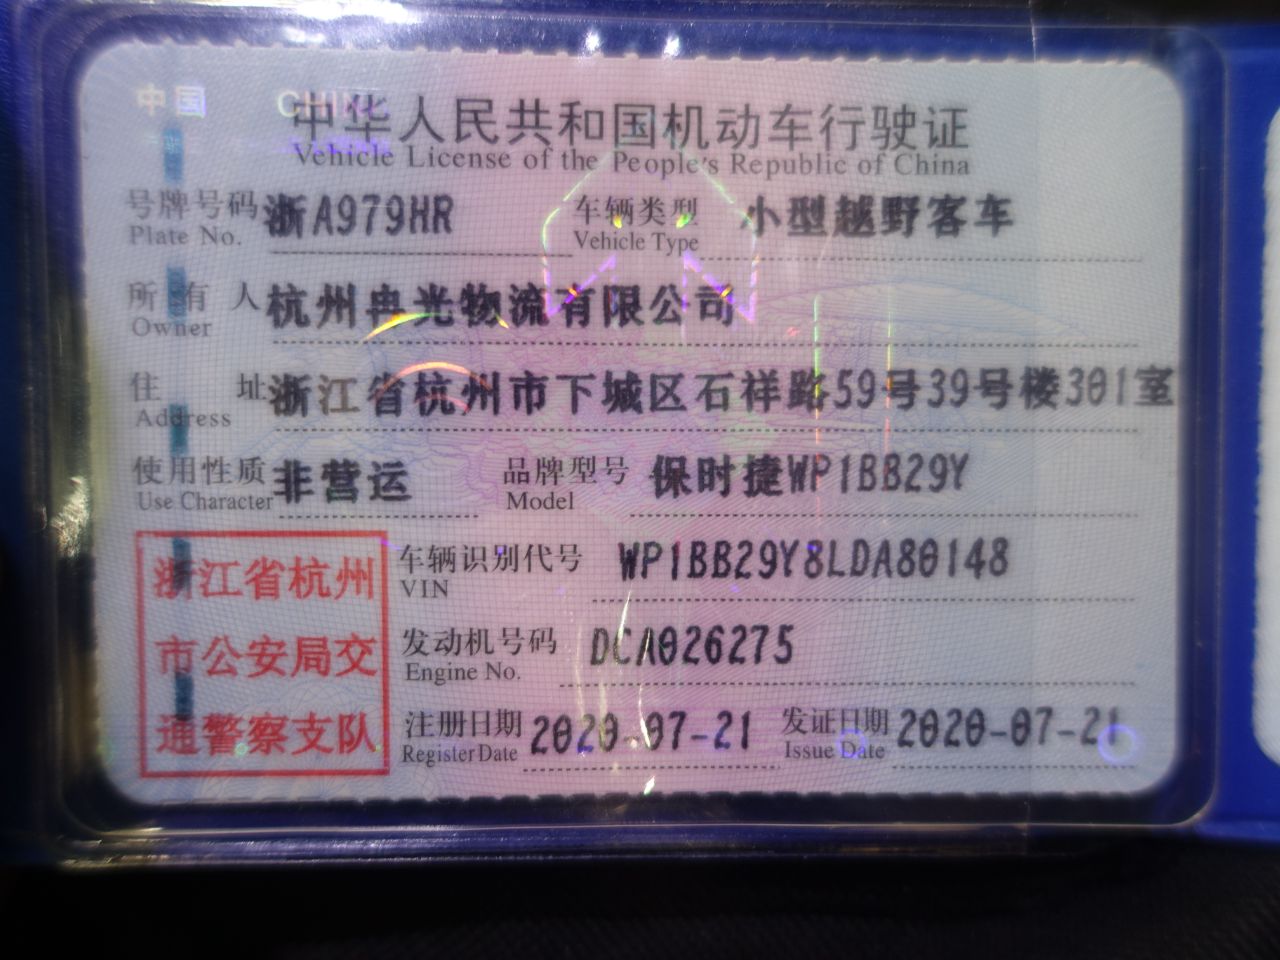 中国 CHINA
中华人民共和国机动车行驶证
Vehicle License of the People's Republic of China
号牌号码 浙A979HR 车辆类型 小型越野客车
Plate No. Vehicle Type
所有人 杭州冉光物流有限公司
Owner
住址 浙江省杭州市下城区石祥路59号39号楼301室
Address
使用性质 非营运 品牌型号 保时捷WP1BB29Y
Use Character Model
浙江省杭州
市公安局交
通警察支队
车辆识别代号 WP1BB29Y8LDA80148
VIN
发动机号码 DCA026275
Engine No.
注册日期 2020-07-21 发证日期 2020-07-21
Register Date Issue Date